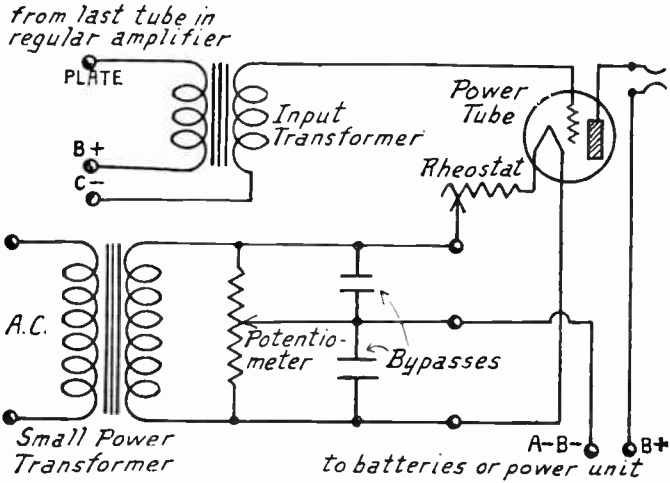 from last tube in
regular amplifier
PLATE
B+
C-
Input
Transformer
Power
Tube
Rheostat
A.C.
Potentio-
meter
Bypasses
Small Power
Transformer
A-B-
B+
to batteries or power unit